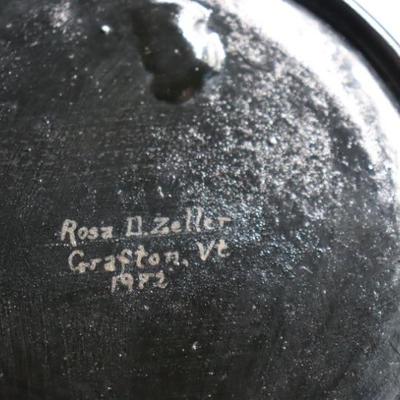 Rosa D. Zeller
Grafton, Vt
1982